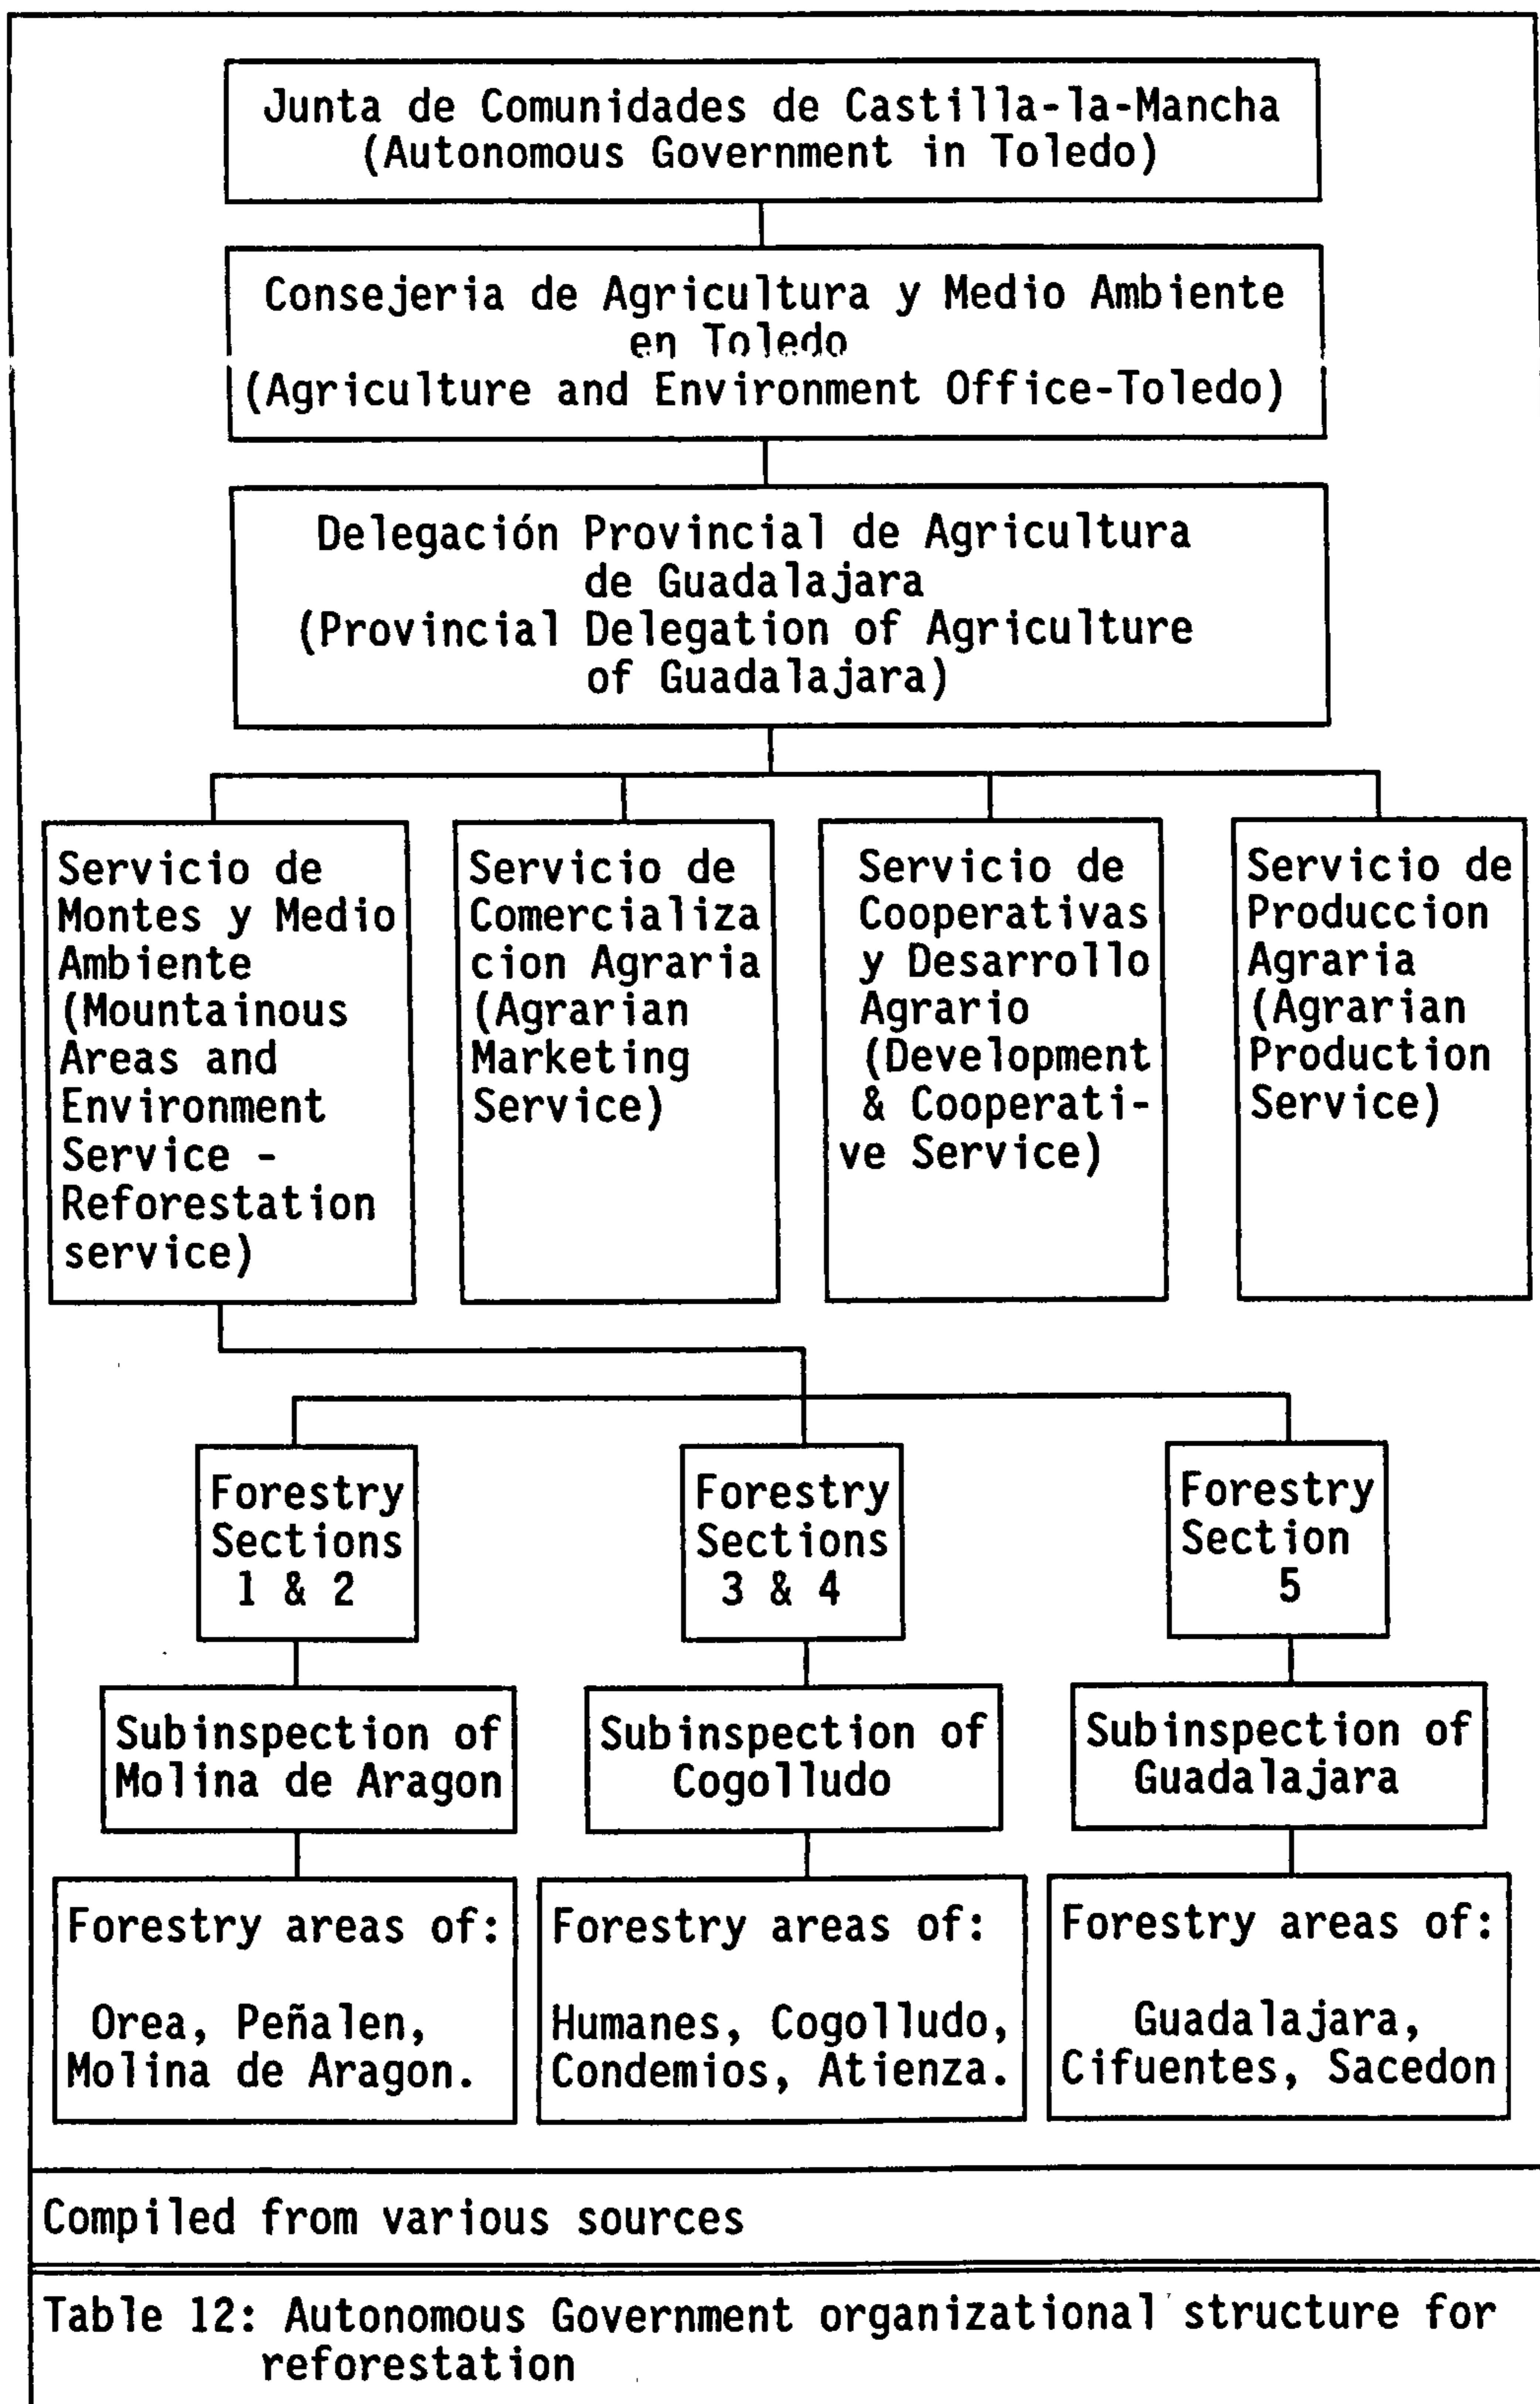 Junta de Comunidades de Castilla-la-Mancha
(Autonomous Government in Toledo)
Consejeria de Agricultura y Medio Ambiente
en Toledo
(Agriculture and Environment Office-Toledo)
Delegación Provincial de Agricultura
de Guadalajara
(Provincial Delegation of Agriculture
of Guadalajara)
Servicio de
Montes y Medio
Ambiente
(Mountainous
Areas and
Environment
Service -
Reforestation
service)
Servicio de
Comercializa
cion Agraria
(Agrarian
Marketing
Service)
Servicio de
Cooperativas
y Desarrollo
Agrario
(Development
& Cooperati-
ve Service)
Servicio de
Produccion
Agraria
(Agrarian
Production
Service)
Forestry
Sections
1 & 2
Forestry
Sections
3 & 4
Forestry
Section
5
Subinspection of
Molina de Aragon
Subinspection of
Cogolludo
Subinspection of
Guadalajara
Forestry areas of:
Orea, Peñalen,
Molina de Aragon.
Forestry areas of:
Humanes, Cogolludo,
Condemios, Atienza.
Forestry areas of:
Guadalajara,
Cifuentes, Sacedon
Compiled from various sources
Table 12: Autonomous Government organizational structure for
reforestation